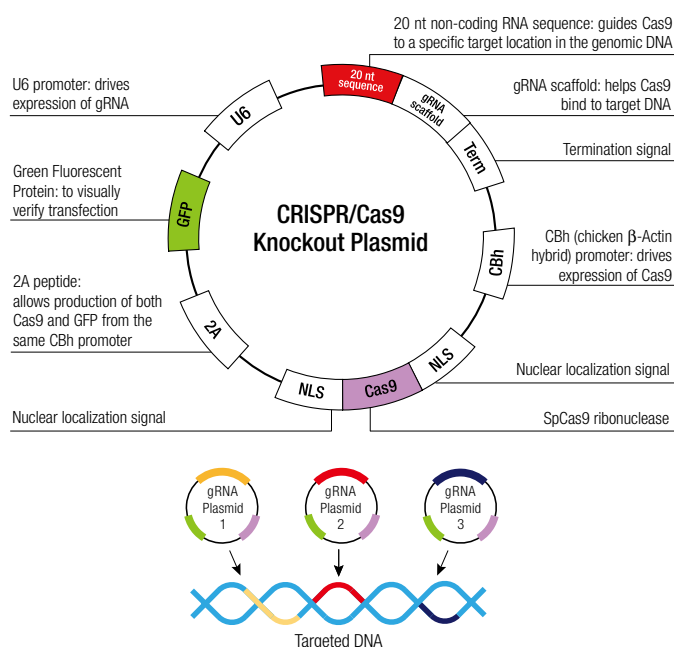 20 nt non-coding RNA sequence: guides Cas9
to a specific target location in the genomic DNA
U6 promoter: drives
expression of gRNA
20 nt
sequence
gRNA
scaffold
gRNA scaffold: helps Cas9
bind to target DNA
U6
Term
Termination signal
Green Fluorescent
Protein: to visually
verify transfection
GFP
CRISPR/Cas9
Knockout Plasmid
CBh
CBh (chicken β-Actin
hybrid) promoter: drives
expression of Cas9
2A peptide:
allows production of both
Cas9 and GFP from the
same CBh promoter
2A
NLS
Cas9
NLS
Nuclear localization signal
Nuclear localization signal
SpCas9 ribonuclease
gRNA
Plasmid
1
gRNA
Plasmid
2
gRNA
Plasmid
3
Targeted DNA